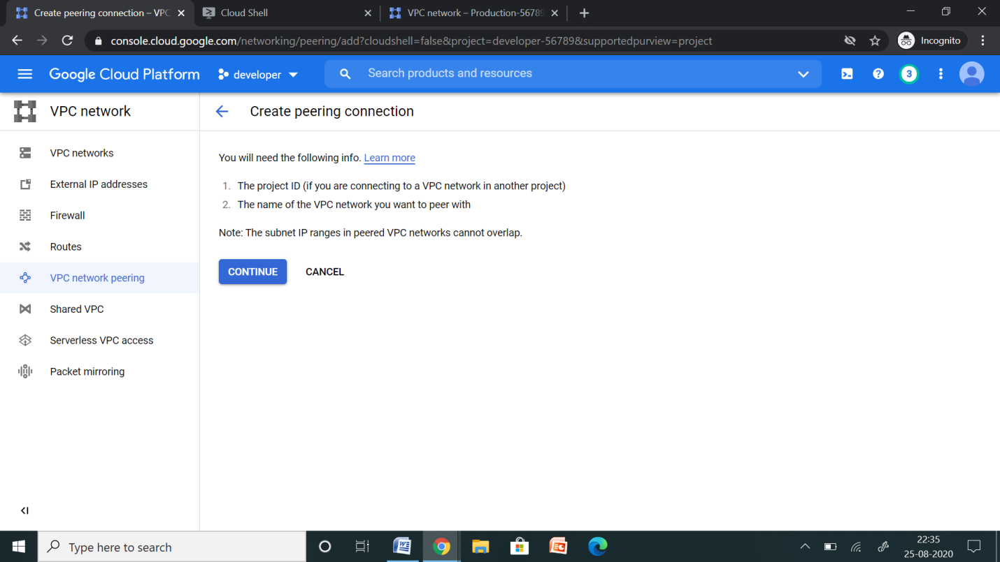 Create peering connection – VPC
Cloud Shell
VPC network – Production-56789
console.cloud.google.com/networking/peering/add?cloudshell=false&project=developer-56789&supportedpurview=project
Incognito
Google Cloud Platform
developer
Search products and resources
3
VPC network
Create peering connection
VPC networks
External IP addresses
Firewall
Routes
VPC network peering
Shared VPC
Serverless VPC access
Packet mirroring
You will need the following info. Learn more
1. The project ID (if you are connecting to a VPC network in another project)
2. The name of the VPC network you want to peer with
Note: The subnet IP ranges in peered VPC networks cannot overlap.
CONTINUE CANCEL
Type here to search
22:35
25-08-2020